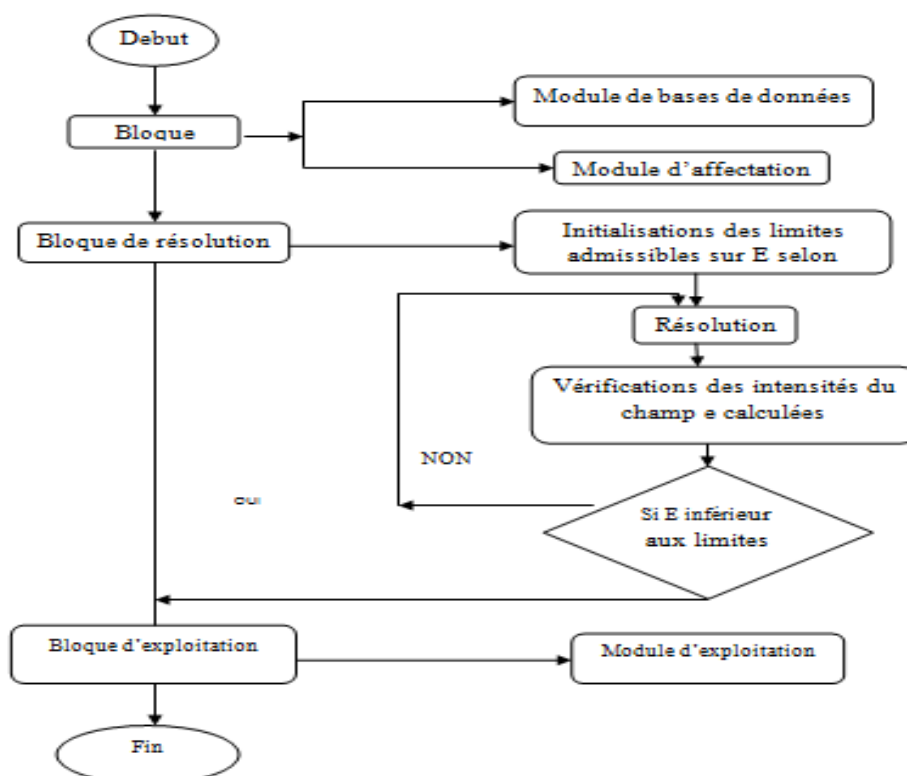 Debut
Module de bases de données
Bloque
Module d'affectation
Bloque de résolution
Initialisations des limites
admissibles sur E selon
Résolution
Vérifications des intensités du
champ e calculées
NON
Si E inférieur
aux limites
Bloque d'exploitation
Module d'exploitation
Fin